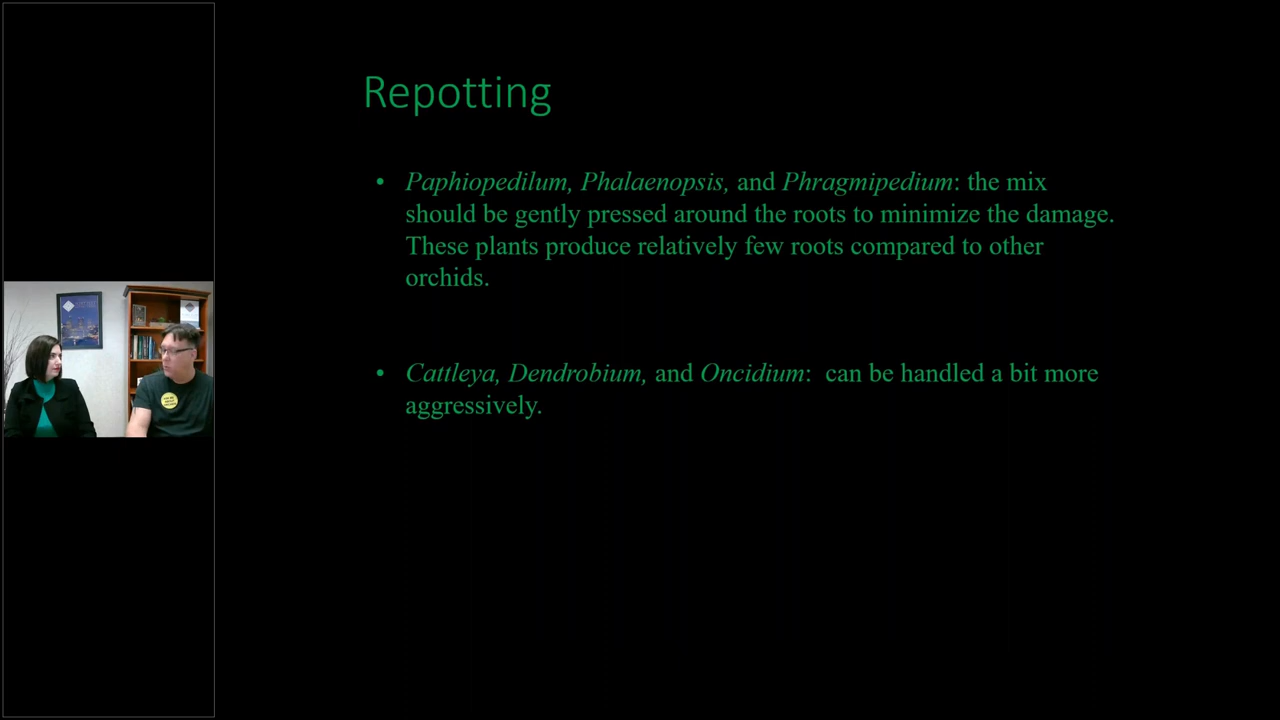 Repotting
• Paphiopedilum, Phalaenopsis, and Phragmipedium: the mix
should be gently pressed around the roots to minimize the damage.
These plants produce relatively few roots compared to other
orchids.
• Cattleya, Dendrobium, and Oncidium:  can be handled a bit more
aggressively.